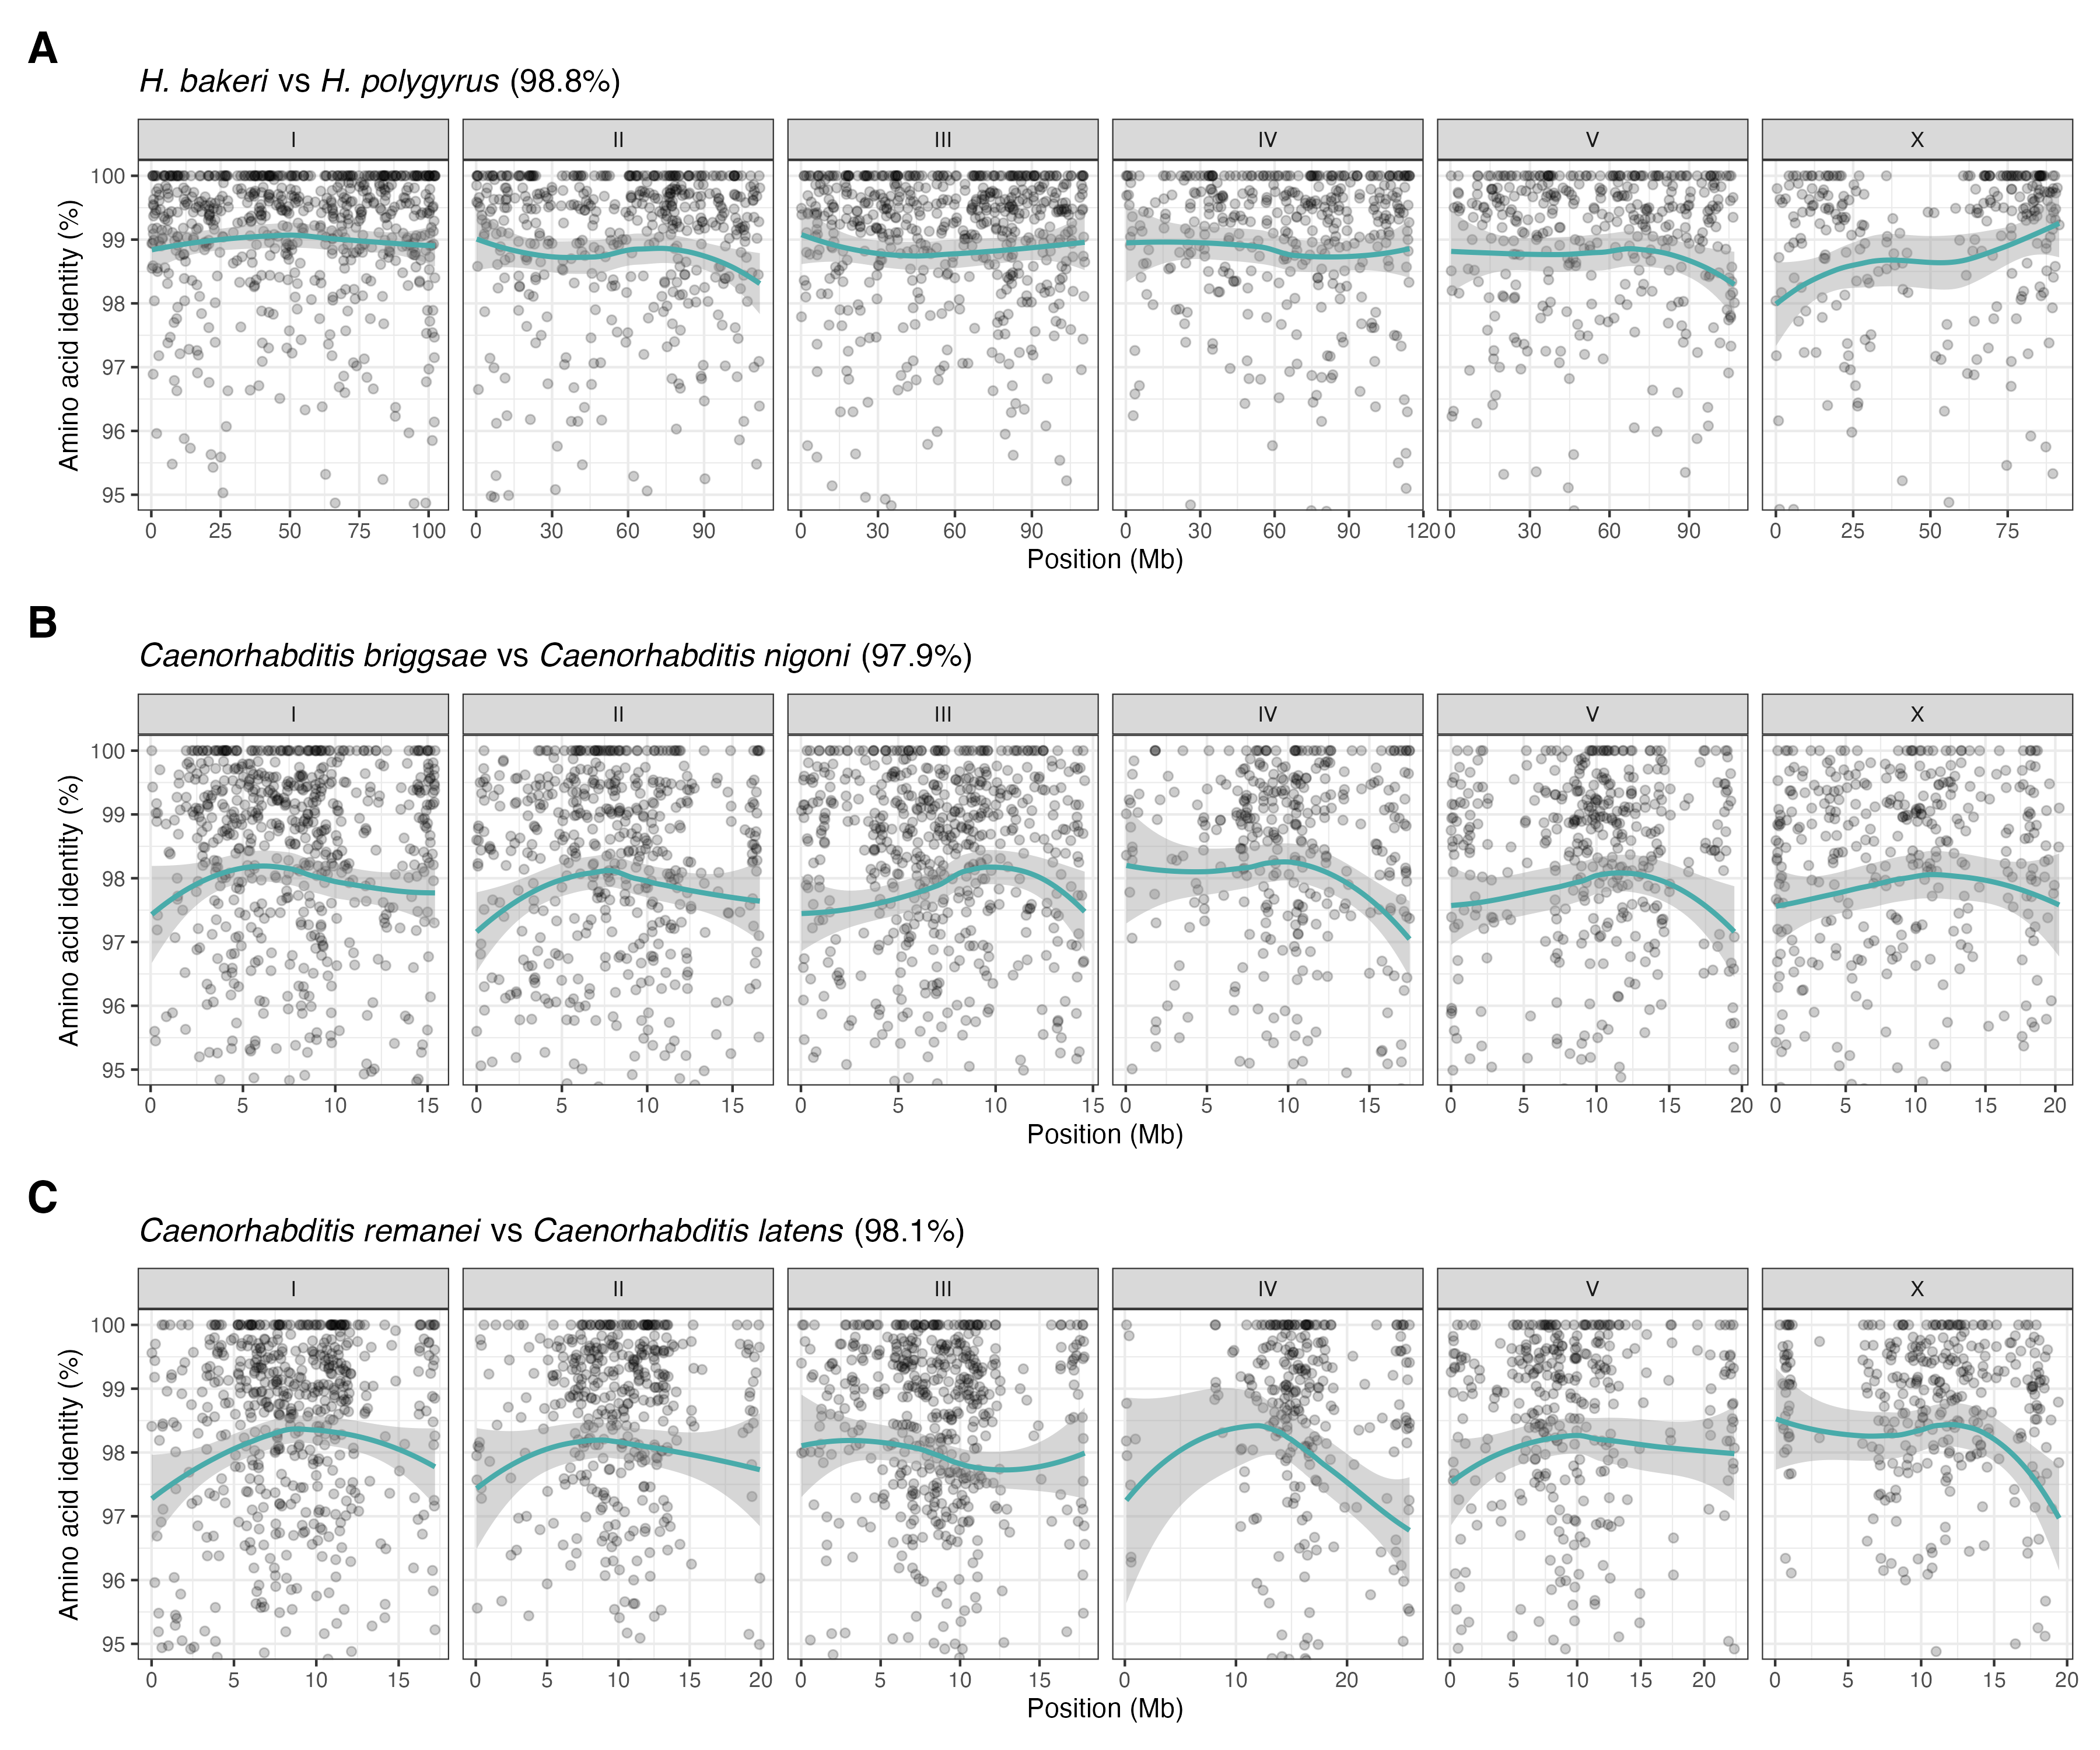 A
H. bakeri vs H. polygyrus (98.8%)
I II III IV V X
Amino acid identity (%)
100
99
98
97
96
95
0 25 50 75 100 0 30 60 90 0 30 60 90 0 30 60 90 120 0 30 60 90 0 25 50 75
Position (Mb)
B
Caenorhabditis briggsae vs Caenorhabditis nigoni (97.9%)
I II III IV V X
Amino acid identity (%)
100
99
98
97
96
95
0 5 10 15 0 5 10 15 0 5 10 15 0 5 10 15 0 5 10 15 20 0 5 10 15 20
Position (Mb)
C
Caenorhabditis remanei vs Caenorhabditis latens (98.1%)
I II III IV V X
Amino acid identity (%)
100
99
98
97
96
95
0 5 10 15 0 5 10 15 20 0 5 10 15 0 10 20 0 5 10 15 20 0 5 10 15 20
Position (Mb)